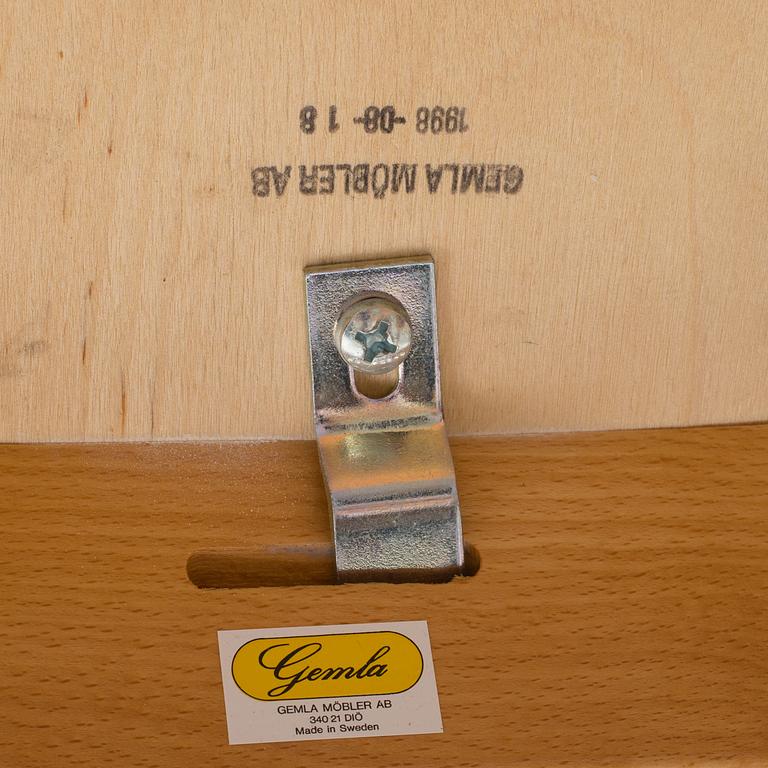 GEMLA MÖBLER AB
1998 -08- 1 8
Gemla
GEMLA MÖBLER AB
340 21 DIÖ
Made in Sweden